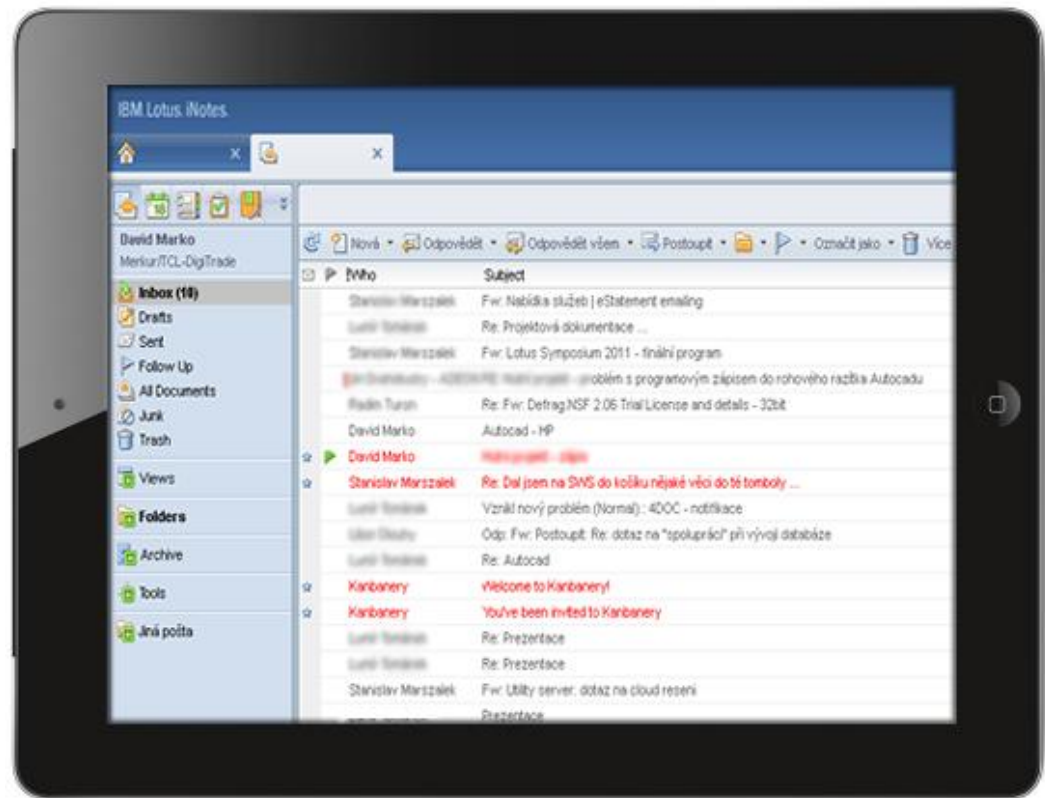 IBM. Lotus. iNotes.
x x
18
David Marko
Merkur/TCL-DigiTrade
Inbox (10)
Drafts
Sent
Follow Up
All Documents
Junk
Trash
Views
Folders
Archive
Tools
Jiná pošta
Nová Odpovědět Odpovědět všem Postoupit Označit jako Více
Who Subject
Fw: Nabídka služeb | eStatement emailing
Re: Projektová dokumentace ...
Fw: Lotus Symposium 2011 - finální program
problém s programovým zápisem do rohového razítka Autocadu
Re: Fw: Defrag.NSF 2.06 Trial License and details - 32bit
David Marko Autocad - HP
David Marko
Stanislav Marszalek Re: Dal jsem na SWS do košíku nějaké věci do té tomboly ...
Vznikl nový problém (Normal) : 4DOC - notifikace
Odp: Fw: Postoupit: Re: dotaz na "spolupráci" při vývoji databáze
Re: Autocad
Kanbanery Welcome to Kanbanery!
Kanbanery You've been invited to Kanbanery
Re: Prezentace
Re: Prezentace
Stanislav Marszalek Fw: Utility server: dotaz na cloud reseni
Prezentace